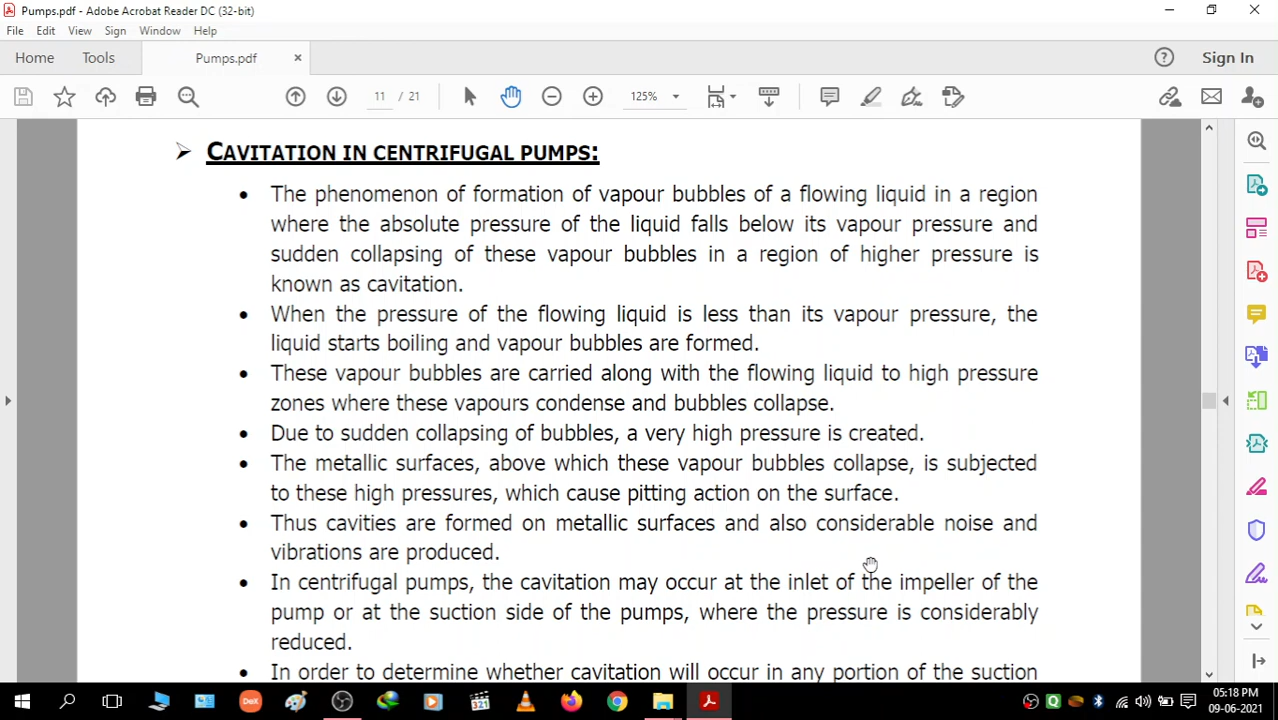 Pumps.pdf - Adobe Acrobat Reader DC (32-bit)
File Edit View Sign Window Help
Home Tools Pumps.pdf × Sign In
11 / 21 125%
➢ CAVITATION IN CENTRIFUGAL PUMPS:
• The phenomenon of formation of vapour bubbles of a flowing liquid in a region
where the absolute pressure of the liquid falls below its vapour pressure and
sudden collapsing of these vapour bubbles in a region of higher pressure is
known as cavitation.
• When the pressure of the flowing liquid is less than its vapour pressure, the
liquid starts boiling and vapour bubbles are formed.
• These vapour bubbles are carried along with the flowing liquid to high pressure
zones where these vapours condense and bubbles collapse.
• Due to sudden collapsing of bubbles, a very high pressure is created.
• The metallic surfaces, above which these vapour bubbles collapse, is subjected
to these high pressures, which cause pitting action on the surface.
• Thus cavities are formed on metallic surfaces and also considerable noise and
vibrations are produced.
• In centrifugal pumps, the cavitation may occur at the inlet of the impeller of the
pump or at the suction side of the pumps, where the pressure is considerably
reduced.
• In order to determine whether cavitation will occur in any portion of the suction
DeX 321 05:18 PM
09-06-2021